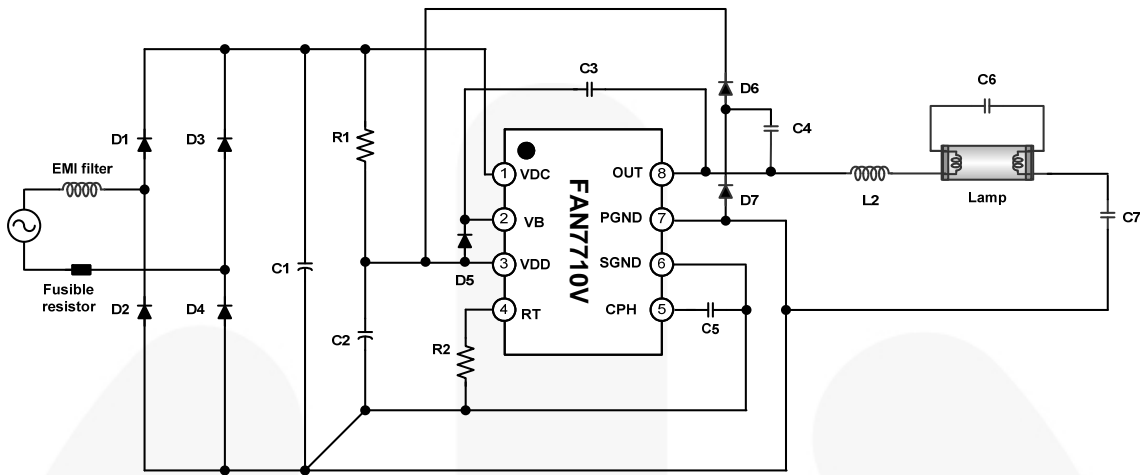 C3
D6
C6
D1
D3
R1
C4
EMI filter
1
VDC
OUT
8
L2
Lamp
2
VB
FAN7710V
PGND
7
D7
C7
C1
D5
3
VDD
SGND
6
Fusible
resistor
D2
D4
C2
4
RT
CPH
5
C5
R2